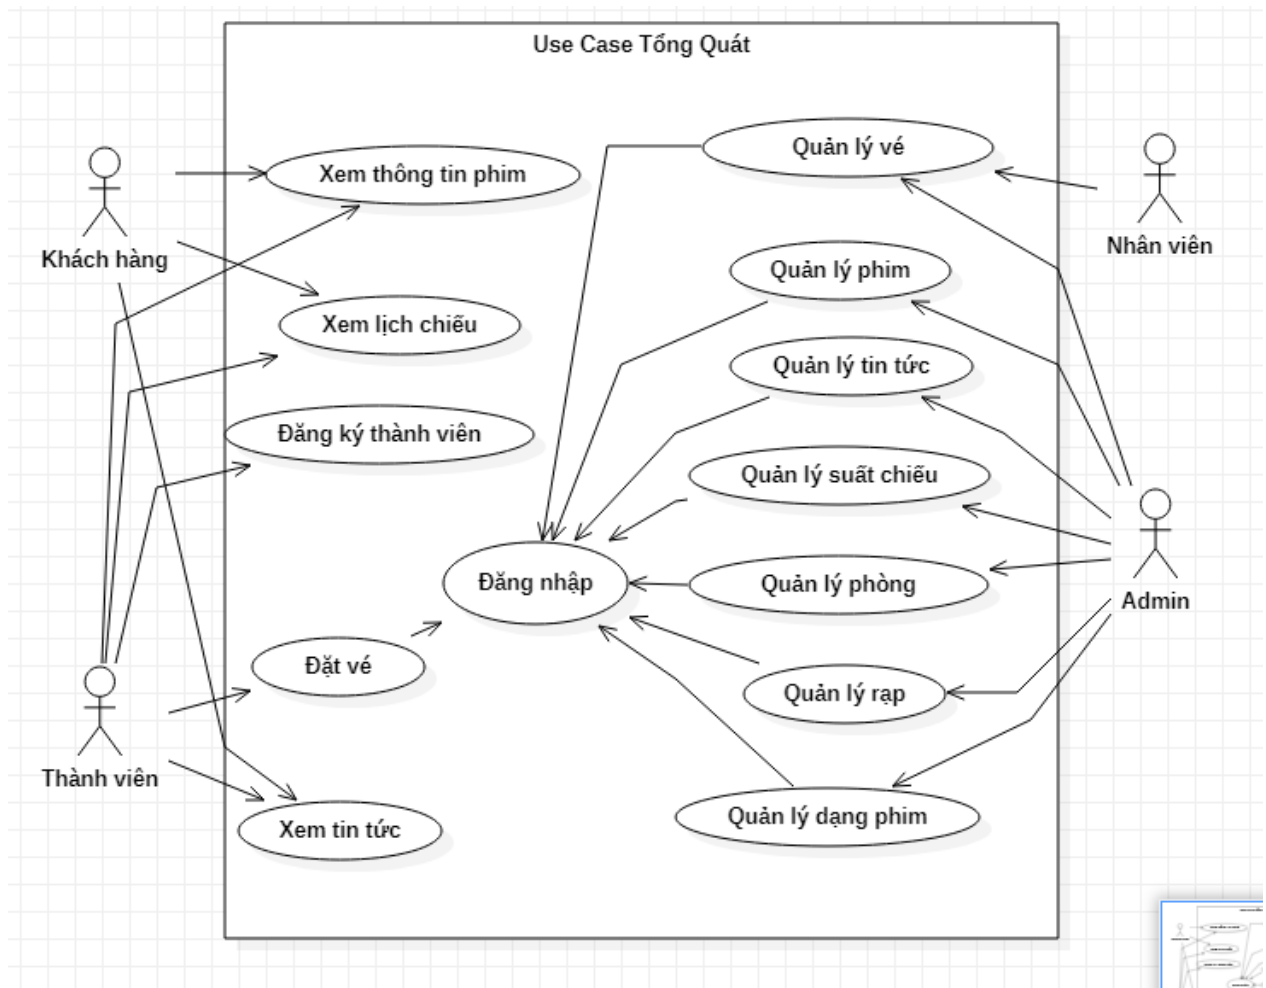 Use Case Tổng Quát
Khách hàng
Thành viên
Xem thông tin phim
Xem lịch chiếu
Đăng ký thành viên
Đặt vé
Xem tin tức
Đăng nhập
Quản lý vé
Quản lý phim
Quản lý tin tức
Quản lý suất chiếu
Quản lý phòng
Quản lý rạp
Quản lý dạng phim
Nhân viên
Admin